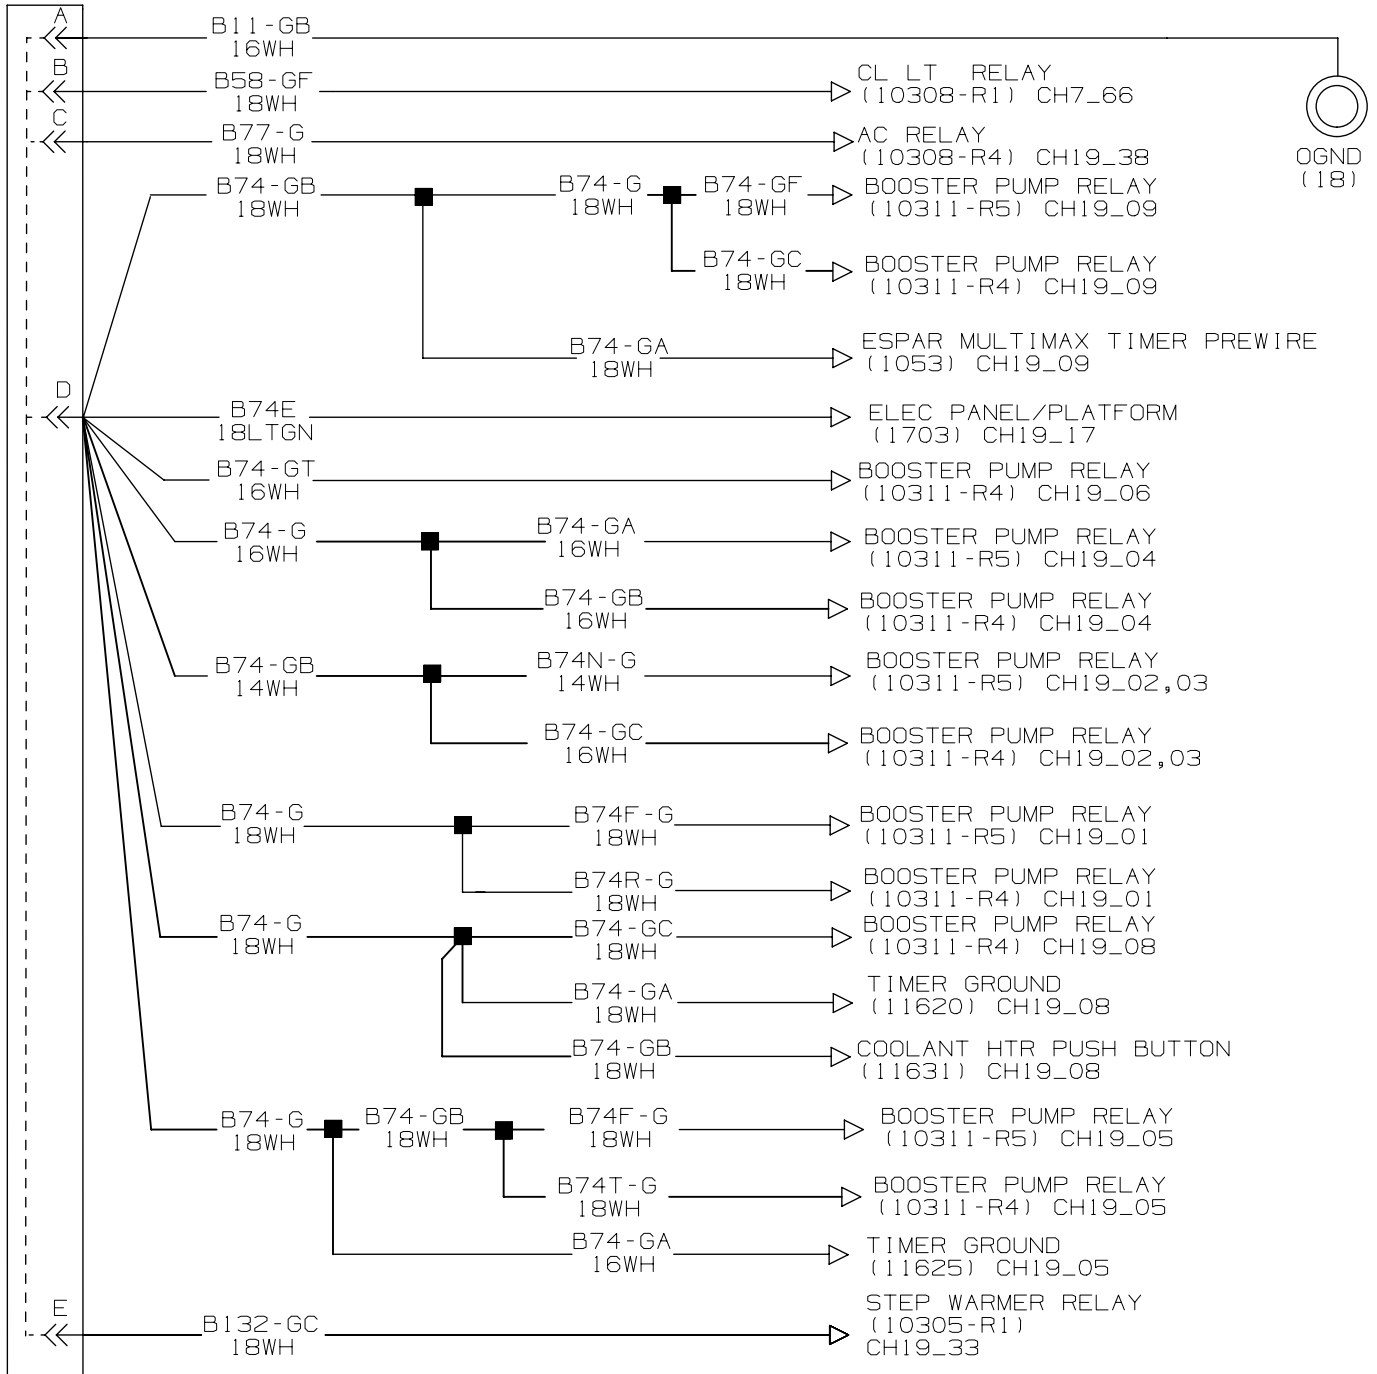 A
B11-GB
16WH
B
B58-GF
18WH
CL LT RELAY
(10308-R1) CH7_66
OGND
(18)
C
B77-G
18WH
AC RELAY
(10308-R4) CH19_38
B74-GB
18WH
B74-G
18WH
B74-GF
18WH
BOOSTER PUMP RELAY
(10311-R5) CH19_09
B74-GC
18WH
BOOSTER PUMP RELAY
(10311-R4) CH19_09
B74-GA
18WH
ESPAR MULTIMAX TIMER PREWIRE
(1053) CH19_09
D
B74E
18LTGN
ELEC PANEL/PLATFORM
(1703) CH19_17
B74-GT
16WH
BOOSTER PUMP RELAY
(10311-R4) CH19_06
B74-G
16WH
B74-GA
16WH
BOOSTER PUMP RELAY
(10311-R5) CH19_04
B74-GB
16WH
BOOSTER PUMP RELAY
(10311-R4) CH19_04
B74-GB
14WH
B74N-G
14WH
BOOSTER PUMP RELAY
(10311-R5) CH19_02,03
B74-GC
16WH
BOOSTER PUMP RELAY
(10311-R4) CH19_02,03
B74-G
18WH
B74F-G
18WH
BOOSTER PUMP RELAY
(10311-R5) CH19_01
B74R-G
18WH
BOOSTER PUMP RELAY
(10311-R4) CH19_01
B74-G
18WH
B74-GC
18WH
BOOSTER PUMP RELAY
(10311-R4) CH19_08
B74-GA
18WH
TIMER GROUND
(11620) CH19_08
B74-GB
18WH
COOLANT HTR PUSH BUTTON
(11631) CH19_08
B74-G
18WH
B74-GB
18WH
B74F-G
18WH
BOOSTER PUMP RELAY
(10311-R5) CH19_05
B74T-G
18WH
BOOSTER PUMP RELAY
(10311-R4) CH19_05
B74-GA
16WH
TIMER GROUND
(11625) CH19_05
E
B132-GC
18WH
STEP WARMER RELAY
(10305-R1)
CH19_33